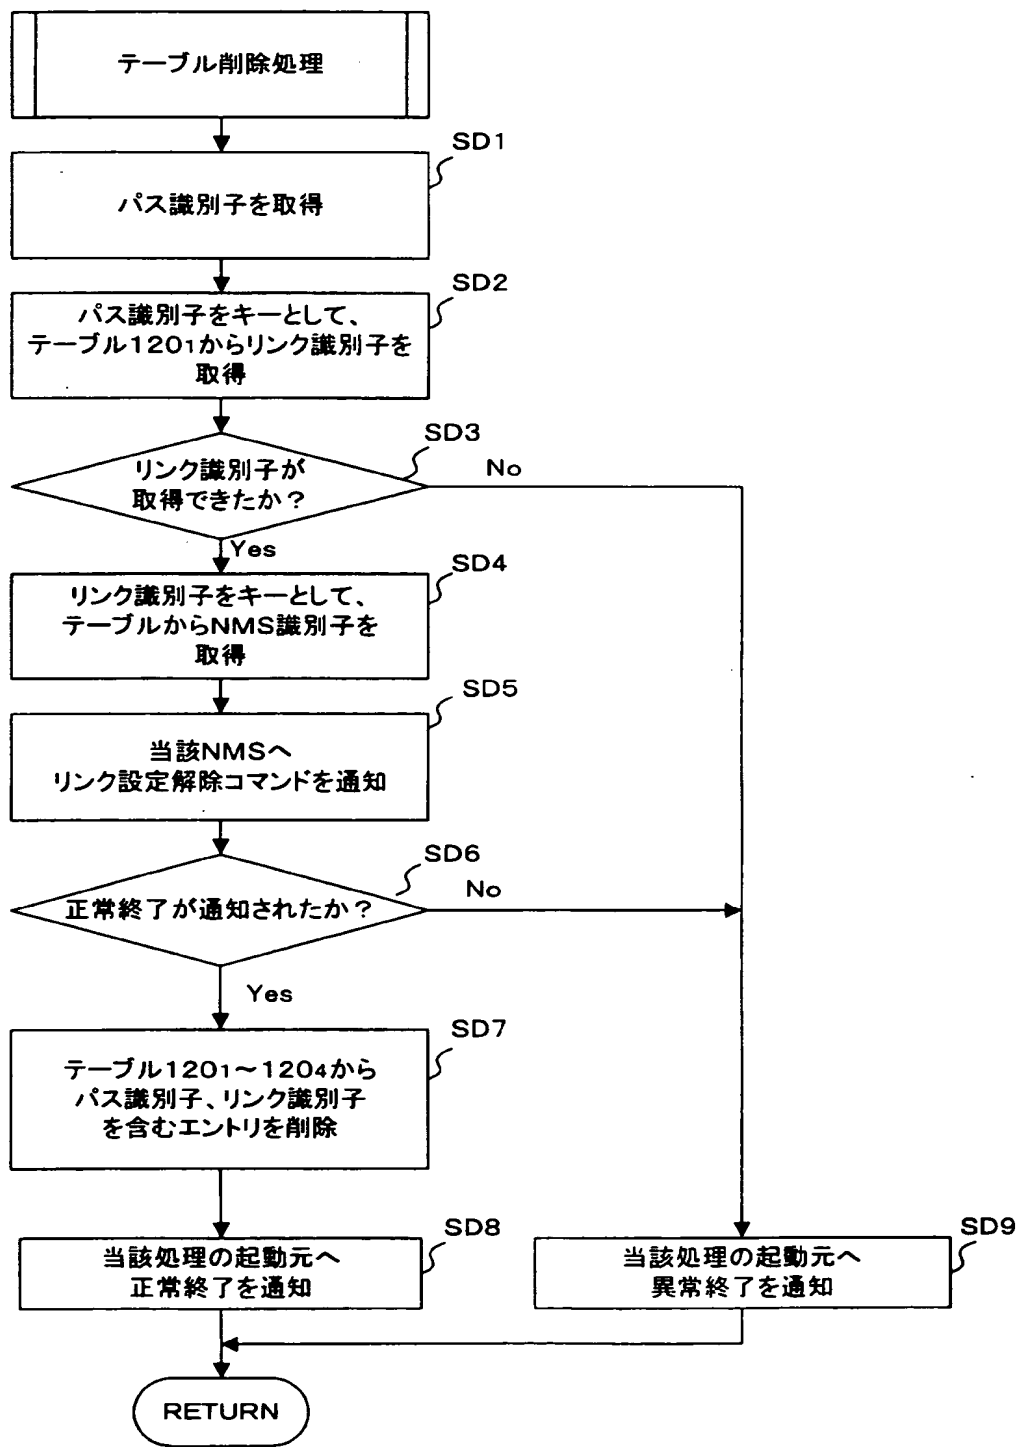 テーブル削除処理
SD1
パス識別子を取得
SD2
パス識別子をキーとして、
テーブル120₁からリンク識別子を
取得
SD3
リンク識別子が
取得できたか？
No
Yes
SD4
リンク識別子をキーとして、
テーブルからNMS識別子を
取得
SD5
当該NMSへ
リンク設定解除コマンドを通知
SD6
正常終了が通知されたか？
No
Yes
SD7
テーブル120₁～120₄から
パス識別子、リンク識別子
を含むエントリを削除
SD8
当該処理の起動元へ
正常終了を通知
SD9
当該処理の起動元へ
異常終了を通知
RETURN